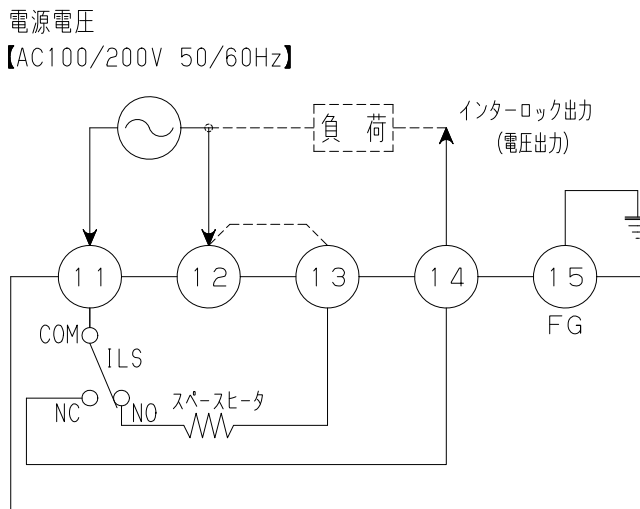 電源電圧
【AC100/200V 50/60Hz】
インターロック出力
(電圧出力)
負 荷
11
12
13
14
15
FG
COM
ILS
NC
NO
スペースヒータ